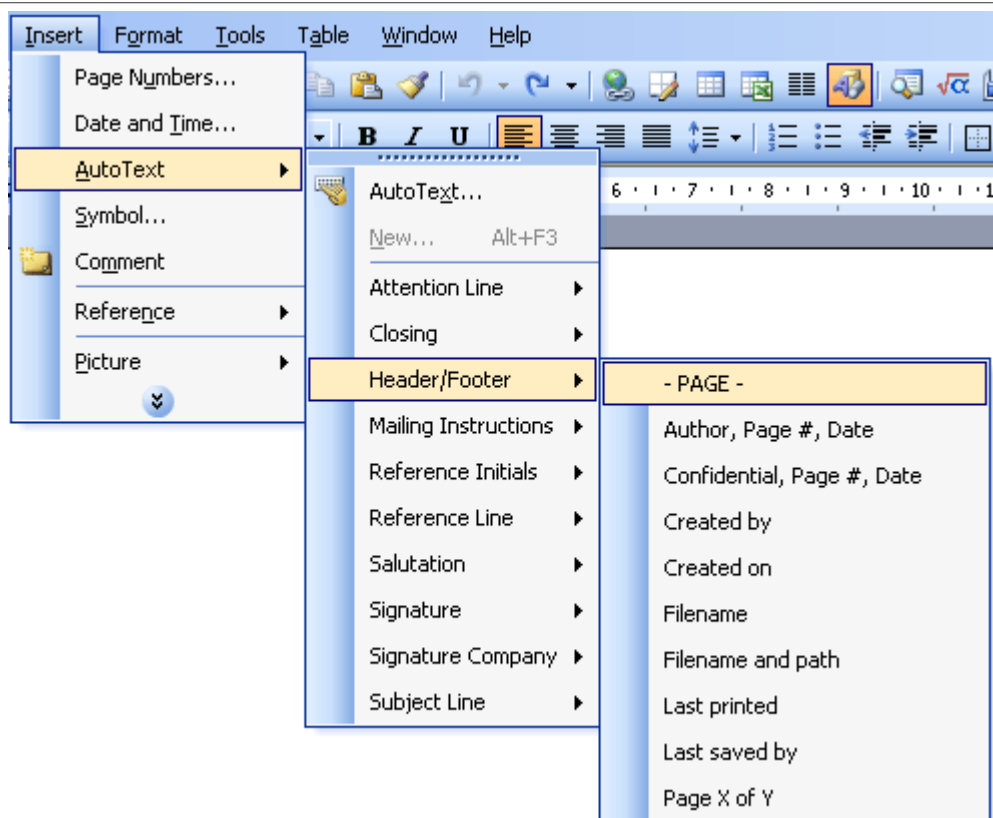 Insert Format Tools Table Window Help
Page Numbers...
Date and Time...
B I U
AutoText
6 7 8 9 10 1
AutoText...
Symbol...
New... Alt+F3
Comment
Attention Line
Reference
Closing
Picture
Header/Footer
- PAGE -
Mailing Instructions
Author, Page #, Date
Reference Initials
Confidential, Page #, Date
Reference Line
Created by
Salutation
Created on
Signature
Filename
Signature Company
Filename and path
Subject Line
Last printed
Last saved by
Page X of Y